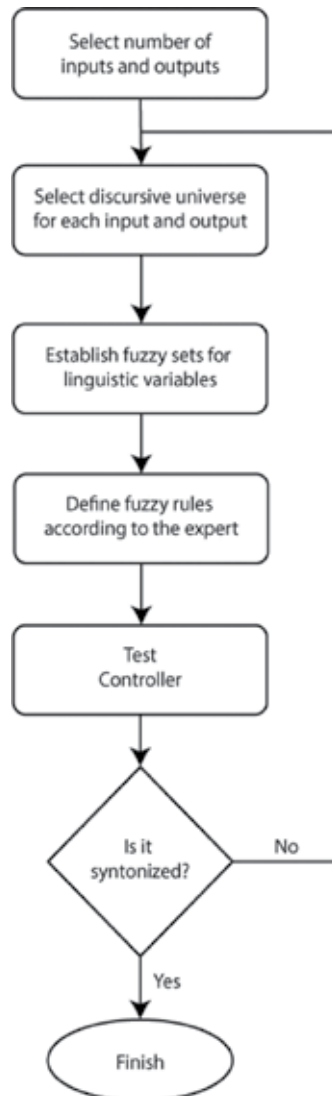 Select number of
inputs and outputs
Select discursive universe
for each input and output
Establish fuzzy sets for
linguistic variables
Define fuzzy rules
according to the expert
Test
Controller
Is it
syntonized?
No
Yes
Finish